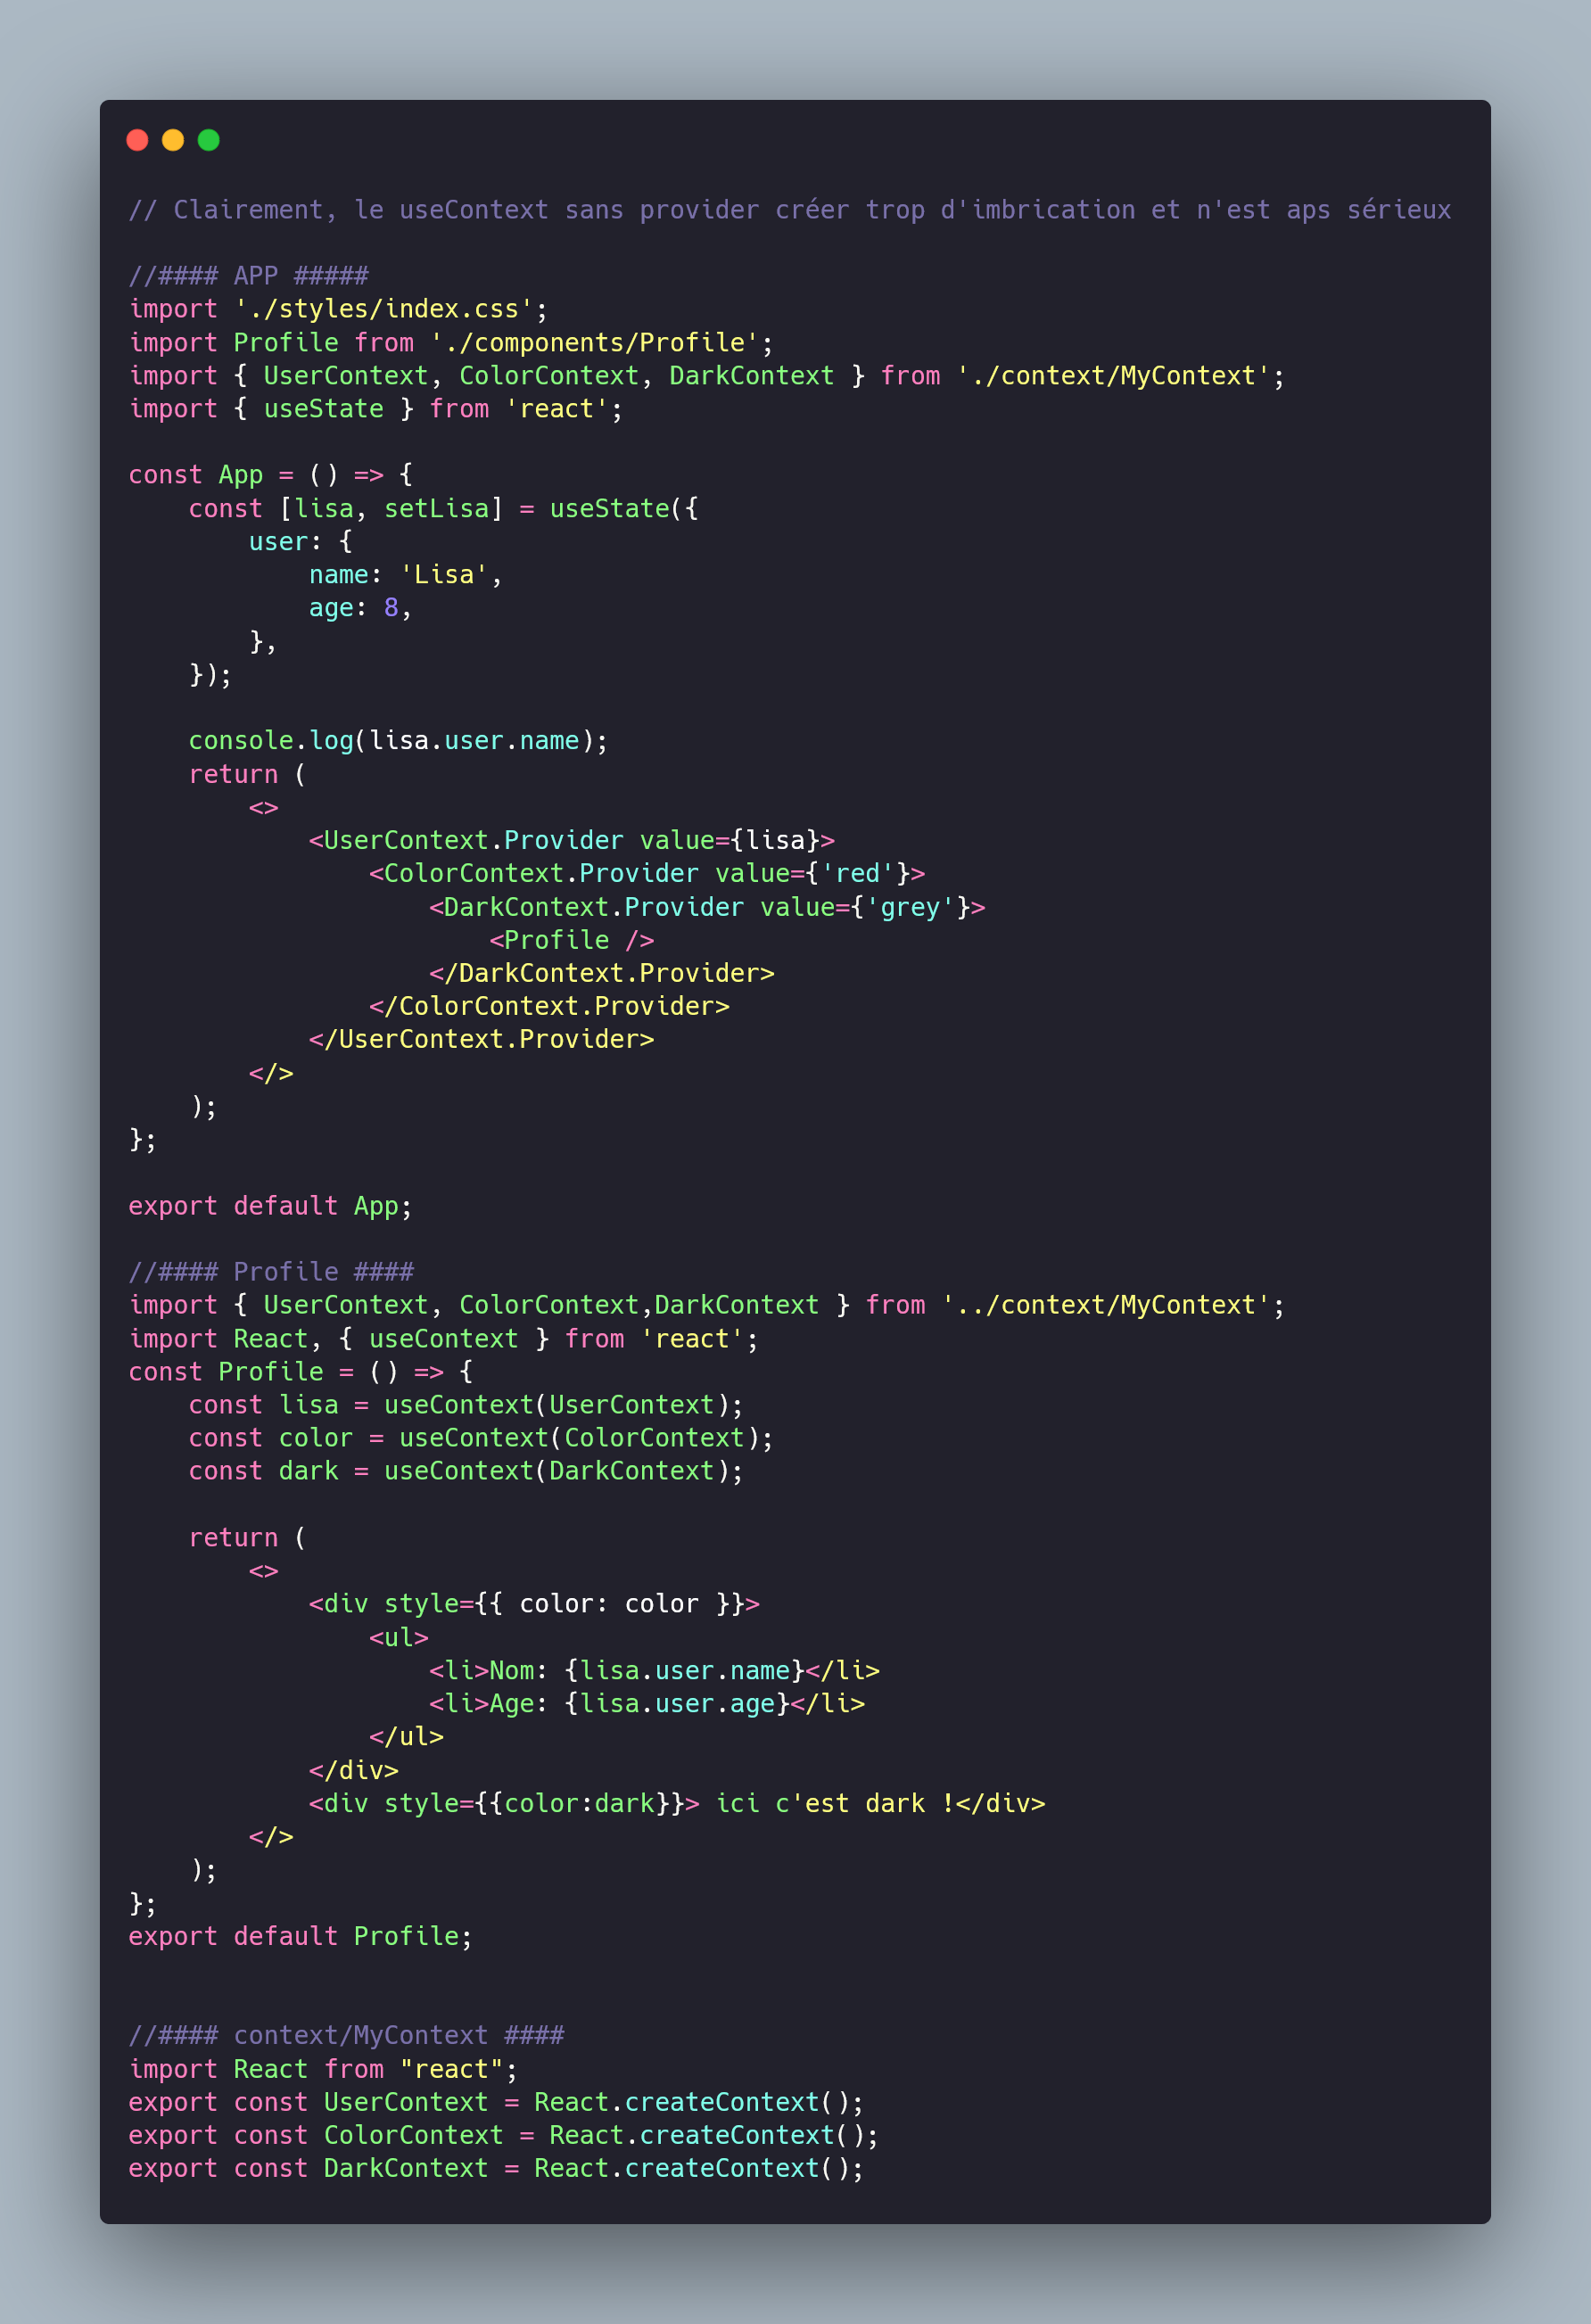 // Clairement, le useContext sans provider créer trop d'imbrication et n'est aps sérieux

//#### APP #####
import './styles/index.css';
import Profile from './components/Profile';
import { UserContext, ColorContext, DarkContext } from './context/MyContext';
import { useState } from 'react';

const App = () => {
    const [lisa, setLisa] = useState({
        user: {
            name: 'Lisa',
            age: 8,
        },
    });

    console.log(lisa.user.name);
    return (
        <>
            <UserContext.Provider value={lisa}>
                <ColorContext.Provider value={'red'}>
                    <DarkContext.Provider value={'grey'}>
                        <Profile />
                    </DarkContext.Provider>
                </ColorContext.Provider>
            </UserContext.Provider>
        </>
    );
};

export default App;

//#### Profile ####
import { UserContext, ColorContext,DarkContext } from '../context/MyContext';
import React, { useContext } from 'react';
const Profile = () => {
    const lisa = useContext(UserContext);
    const color = useContext(ColorContext);
    const dark = useContext(DarkContext);

    return (
        <>
            <div style={{ color: color }}>
                <ul>
                    <li>Nom: {lisa.user.name}</li>
                    <li>Age: {lisa.user.age}</li>
                </ul>
            </div>
            <div style={{color:dark}}> ici c'est dark !</div>
        </>
    );
};
export default Profile;


//#### context/MyContext ####
import React from "react";
export const UserContext = React.createContext();
export const ColorContext = React.createContext();
export const DarkContext = React.createContext();